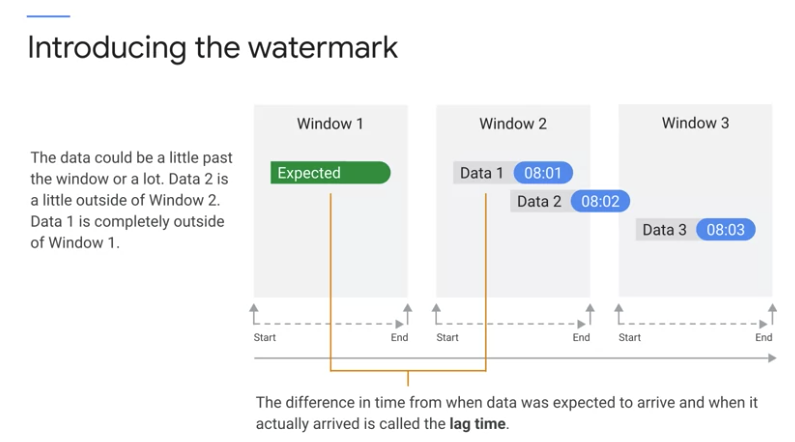 Introducing the watermark
The data could be a little past
the window or a lot. Data 2 is
a little outside of Window 2.
Data 1 is completely outside
of Window 1.
Window 1
Window 2
Window 3
Expected
Data 1 08:01
Data 2 08:02
Data 3 08:03
Start End Start End Start End
The difference in time from when data was expected to arrive and when it
actually arrived is called the lag time.